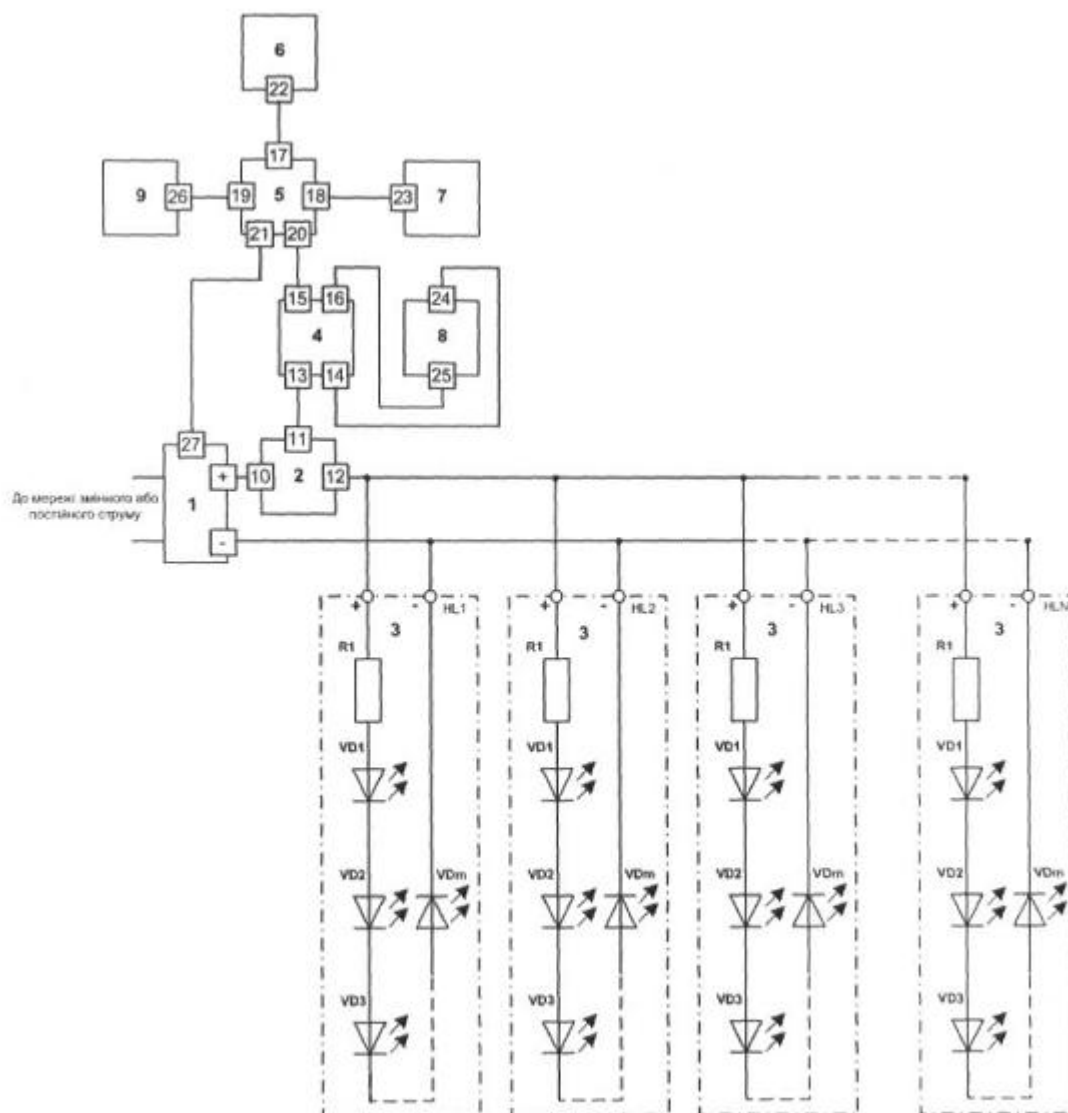 6
22
17
9 26 19 5 18 23 7
21 20
15 16 24
4 8
13 14 25
27 11
+ 10 2 12
До мережі змінного або
постійного струму
1
-
+ - HL1 + - HL2 + - HL3 + - HLN
3 3 3 3
R1 R1 R1 R1
VD1 VD1 VD1 VD1
VD2 VDm VD2 VDm VD2 VDm VD2 VDm
VD3 VD3 VD3 VD3